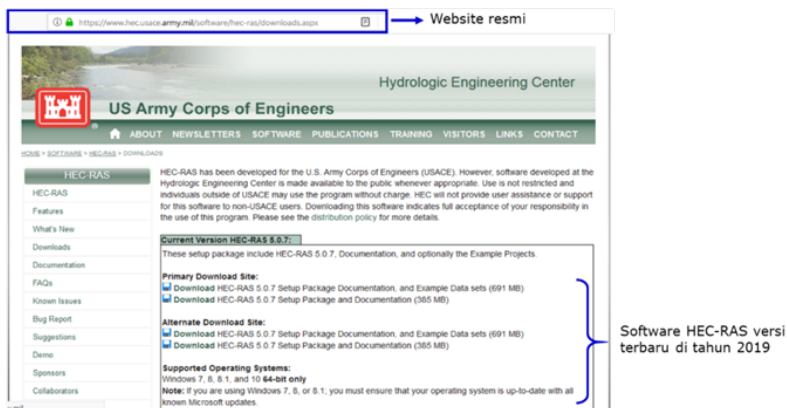 https://www.hec.usace.army.mil/software/hec-ras/downloads.aspx
Website resmi
Hydrologic Engineering Center
US Army Corps of Engineers
ABOUT NEWSLETTERS SOFTWARE PUBLICATIONS TRAINING VISITORS LINKS CONTACT
HOME > SOFTWARE > HEC-RAS > DOWNLOADS
HEC-RAS
HEC-RAS
Features
What's New
Downloads
Documentation
FAQs
Known Issues
Bug Report
Suggestions
Demo
Sponsors
Collaborators
HEC-RAS has been developed for the U.S. Army Corps of Engineers (USACE). However, software developed at the
Hydrologic Engineering Center is made available to the public whenever appropriate. Use is not restricted and
individuals outside of USACE may use the program without charge. HEC will not provide user assistance or support
for this software to non-USACE users. Downloading this software indicates full acceptance of your responsibility in
the use of this program. Please see the distribution policy for more details.
Current Version HEC-RAS 5.0.7:
These setup package include HEC-RAS 5.0.7, Documentation, and optionally the Example Projects.
Primary Download Site:
Download HEC-RAS 5.0.7 Setup Package Documentation, and Example Data sets (691 MB)
Download HEC-RAS 5.0.7 Setup Package and Documentation (385 MB)
Alternate Download Site:
Download HEC-RAS 5.0.7 Setup Package Documentation, and Example Data sets (691 MB)
Download HEC-RAS 5.0.7 Setup Package and Documentation (385 MB)
Supported Operating Systems:
Windows 7, 8, 8.1, and 10 64-bit only
Note: If you are using Windows 7, 8, or 8.1; you must ensure that your operating system is up-to-date with all
known Microsoft updates.
Software HEC-RAS versi
terbaru di tahun 2019